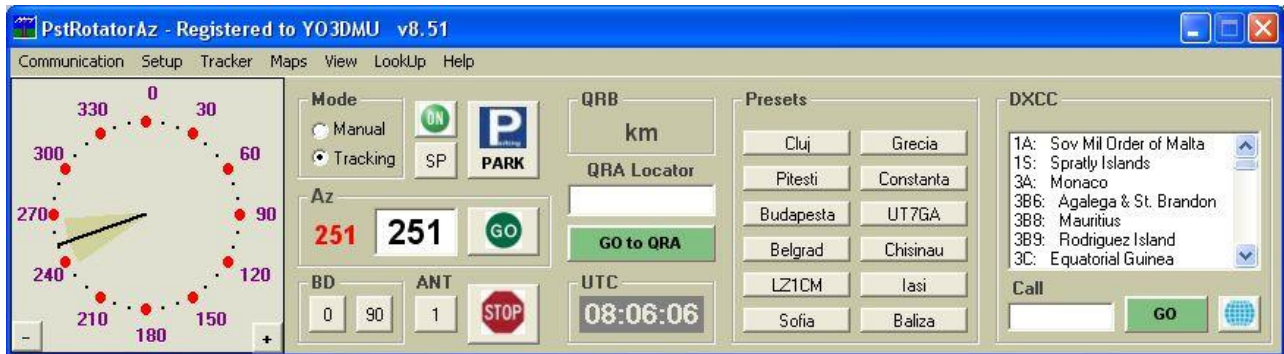 PstRotatorAz - Registered to YO3DMU v8.51
Communication Setup Tracker Maps View LookUp Help
0
30
60
90
120
150
180
210
240
270
300
330
-
+
Mode
Manual
Tracking
ON
SP
P
PARK
Az
251
251
GO
BD
0
90
ANT
1
STOP
QRB
km
QRA Locator
GO to QRA
UTC
08:06:06
Presets
Cluj
Grecia
Pitesti
Constanta
Budapesta
UT7GA
Belgrad
Chisinau
LZ1CM
Iasi
Sofia
Baliza
DXCC
1A: Sov Mil Order of Malta
1S: Spratly Islands
3A: Monaco
3B6: Agalega & St. Brandon
3B8: Mauritius
3B9: Rodriguez Island
3C: Equatorial Guinea
Call
GO